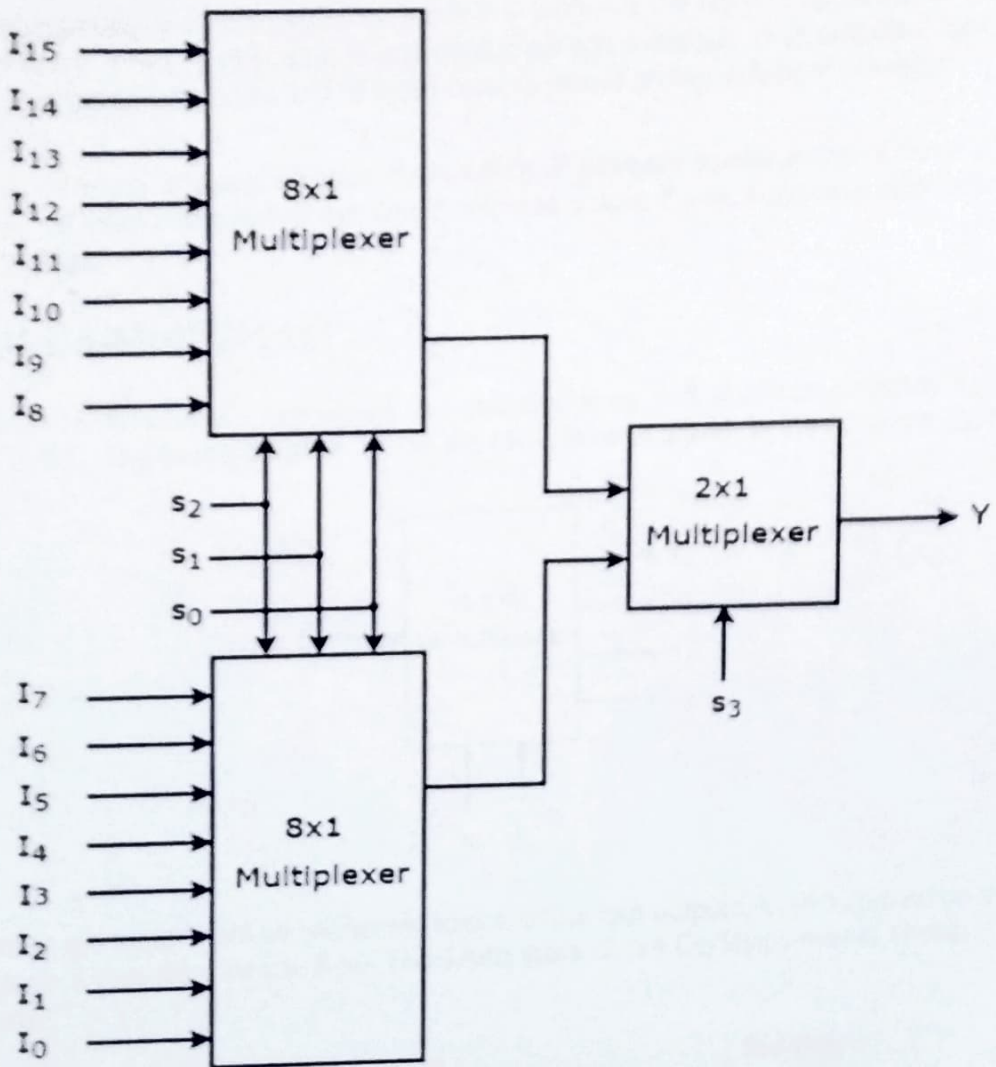 I15
I14
I13
I12
I11
I10
I9
I8
8x1
Multiplexer
s2
s1
s0
2x1
Multiplexer
Y
s3
I7
I6
I5
I4
I3
I2
I1
I0
8x1
Multiplexer